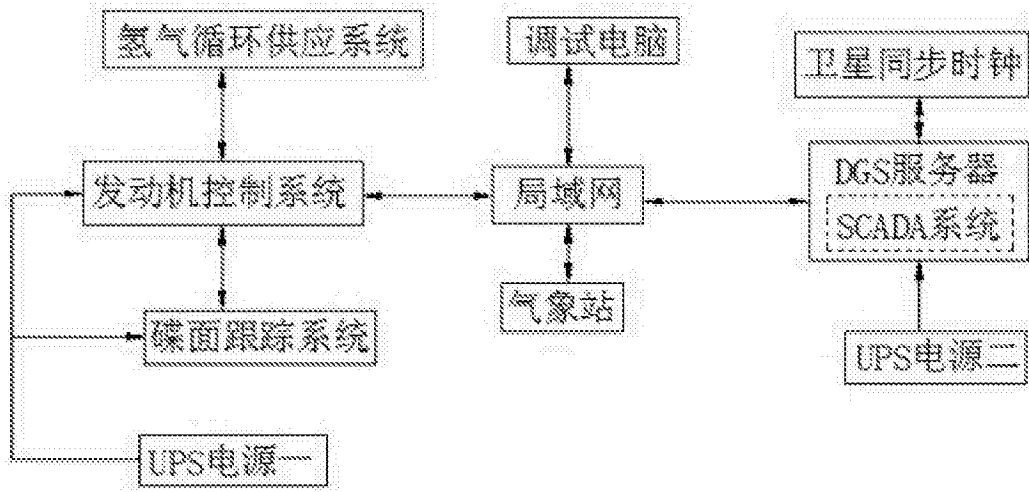 氢气循环供应系统
调试电脑
卫星同步时钟
发动机控制系统
局域网
DGS服务器
SCADA系统
碟面跟踪系统
气象站
UPS电源二
UPS电源一